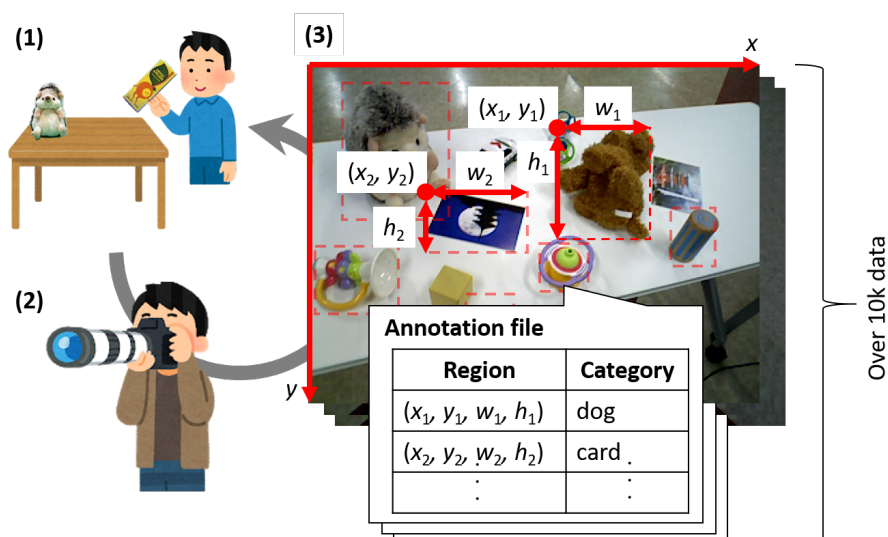 (1)
(3)
x
(x₁, y₁)
w₁
(x₂, y₂)
w₂
h₁
h₂
(2)
Over 10k data
y
Annotation file
Region
Category
(x₁, y₁, w₁, h₁)
dog
(x₂, y₂, w₂, h₂)
card